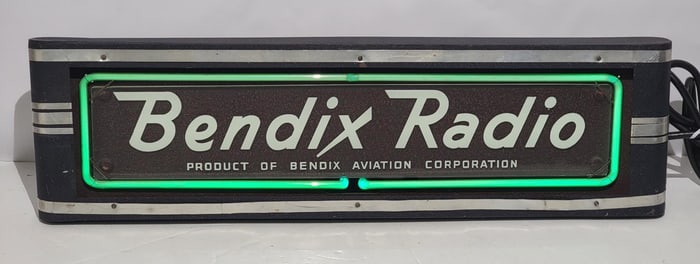 Bendix Radio
PRODUCT OF BENDIX AVIATION CORPORATION